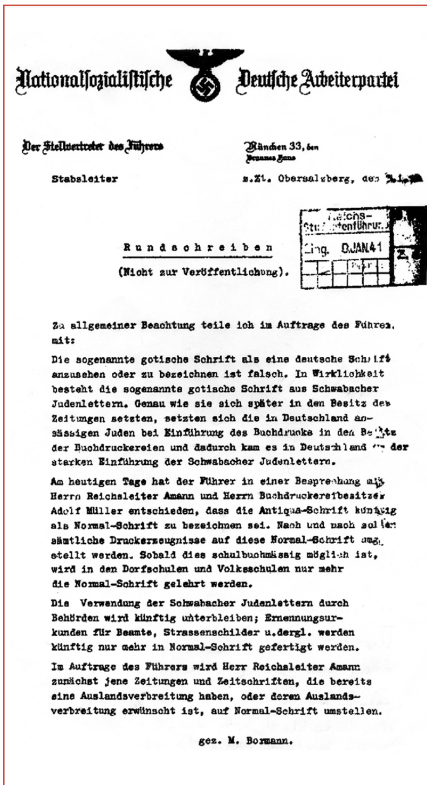 Nationalsozialistische Deutsche Arbeiterpartei
Der Stellvertreter des Führers
München 33, den
Braunes Haus
Stabsleiter
z.Zt. Obersalzberg, den
Reichs-
Studentenführung
Eing. JAN.41
Rundschreiben
(Nicht zur Veröffentlichung).
Zu allgemeiner Beachtung teile ich im Auftrage des Führers
mit:
Die sogenannte gotische Schrift als eine deutsche Schrift
anzusehen oder zu bezeichnen ist falsch. In Wirklichkeit
besteht die sogenannte gotische Schrift aus Schwabacher
Judenlettern. Genau wie sie sich später in den Besitz der
Zeitungen setzten, setzten sich die in Deutschland an-
sässigen Juden bei Einführung des Buchdrucks in den Besitz
der Buchdruckereien und dadurch kam es in Deutschland zu der
starken Einführung der Schwabacher Judenlettern.
Am heutigen Tage hat der Führer in einer Besprechung mit
Herrn Reichsleiter Amann und Herrn Buchdruckereibesitzer
Adolf Müller entschieden, dass die Antiqua-Schrift künftig
als Normal-Schrift zu bezeichnen sei. Nach und nach sollen
sämtliche Druckerzeugnisse auf diese Normal-Schrift umge-
stellt werden. Sobald dies schulbuchmässig möglich ist,
wird in den Dorfschulen und Volksschulen nur mehr
die Normal-Schrift gelehrt werden.
Die Verwendung der Schwabacher Judenlettern durch
Behörden wird künftig unterbleiben; Ernennungsur-
kunden für Beamte, Strassenschilder u.dergl. werden
künftig nur mehr in Normal-Schrift gefertigt werden.
Im Auftrage des Führers wird Herr Reichsleiter Amann
zunächst jene Zeitungen und Zeitschriften, die bereits
eine Auslandsverbreitung haben, oder deren Auslands-
verbreitung erwünscht ist, auf Normal-Schrift umstellen.
gez. M. Bormann.